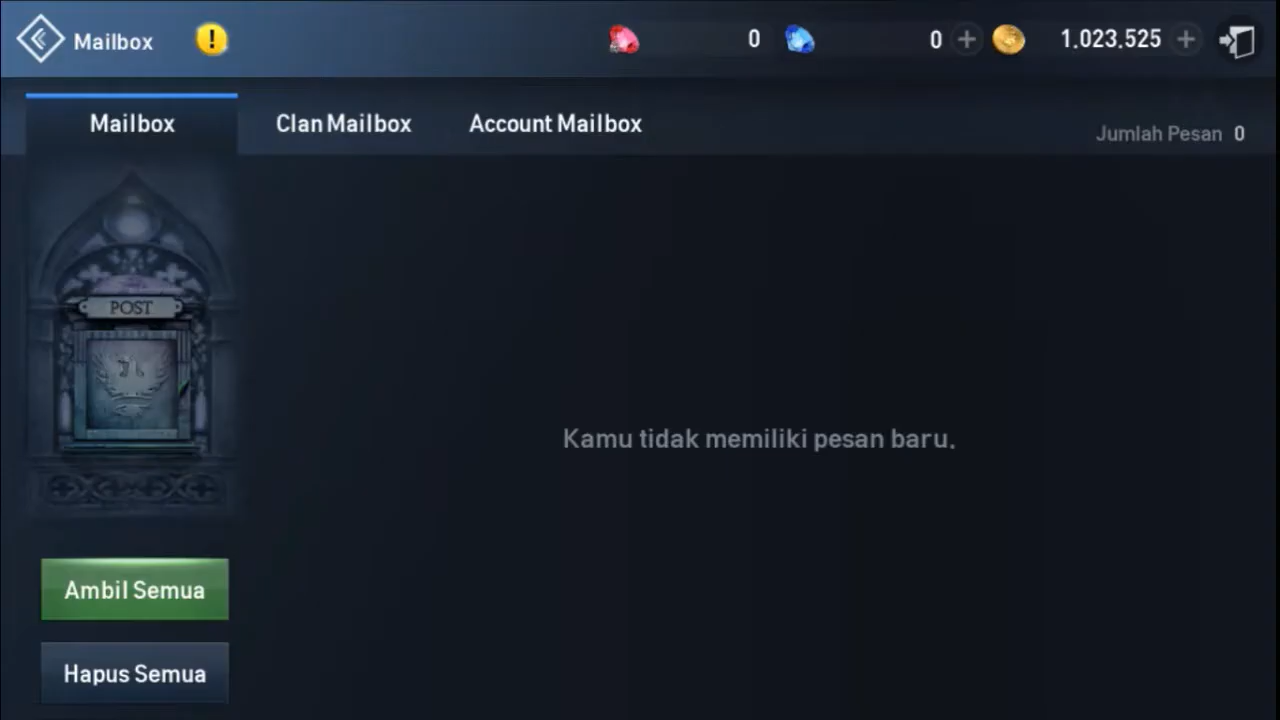 Mailbox
!
0
0
1.023.525
Mailbox
Clan Mailbox
Account Mailbox
Jumlah Pesan 0
POST
Kamu tidak memiliki pesan baru.
Ambil Semua
Hapus Semua